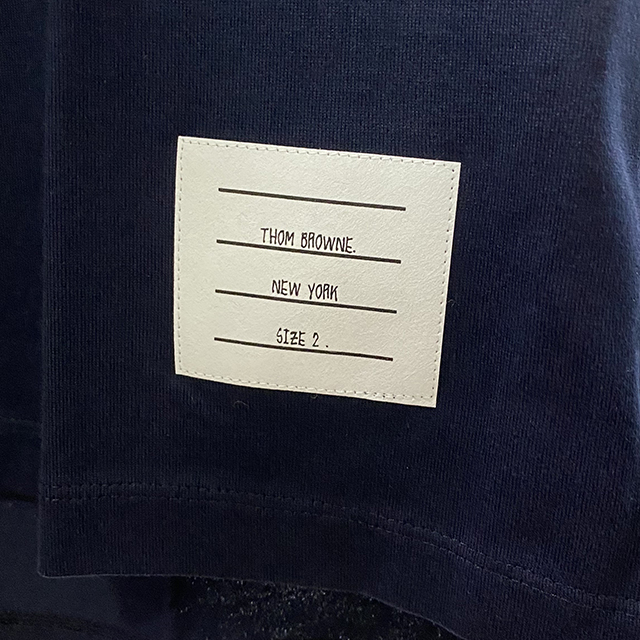 THOM BROWNE.
NEW YORK
SIZE 2 .